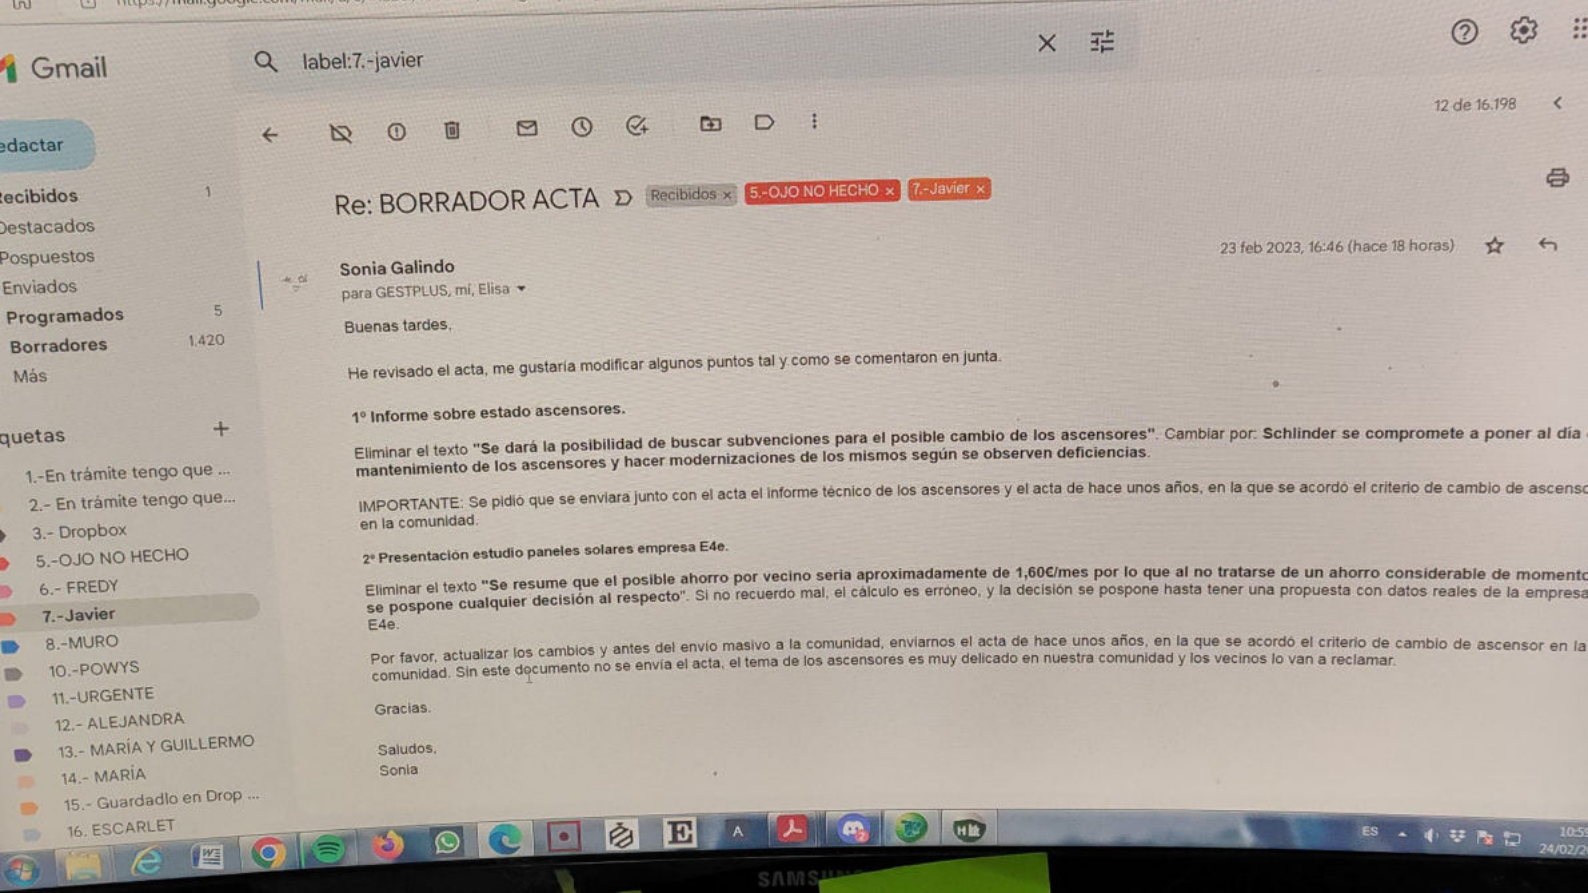 Gmail
label:7.-javier
12 de 16.198
edactar
Recibidos 1
Destacados
Pospuestos
Enviados
Programados 5
Borradores 1.420
Más
quetas +
1.-En trámite tengo que ...
2.- En trámite tengo que...
3.- Dropbox
5.-OJO NO HECHO
6.- FREDY
7.-Javier
8.-MURO
10.-POWYS
11.-URGENTE
12.- ALEJANDRA
13.- MARÍA Y GUILLERMO
14.- MARÍA
15.- Guardadlo en Drop ...
16. ESCARLET
Re: BORRADOR ACTA Recibidos x 5.-OJO NO HECHO x 7.-Javier x
Sonia Galindo 23 feb 2023, 16:46 (hace 18 horas)
para GESTPLUS, mí, Elisa
Buenas tardes,
He revisado el acta, me gustaría modificar algunos puntos tal y como se comentaron en junta.
1º Informe sobre estado ascensores.
Eliminar el texto "Se dará la posibilidad de buscar subvenciones para el posible cambio de los ascensores". Cambiar por: Schlinder se compromete a poner al día
mantenimiento de los ascensores y hacer modernizaciones de los mismos según se observen deficiencias.
IMPORTANTE: Se pidió que se enviara junto con el acta el informe técnico de los ascensores y el acta de hace unos años, en la que se acordó el criterio de cambio de ascenso
en la comunidad.
2º Presentación estudio paneles solares empresa E4e.
Eliminar el texto "Se resume que el posible ahorro por vecino seria aproximadamente de 1,60€/mes por lo que al no tratarse de un ahorro considerable de momento
se pospone cualquier decisión al respecto". Si no recuerdo mal, el cálculo es erróneo, y la decisión se pospone hasta tener una propuesta con datos reales de la empresa
E4e.
Por favor, actualizar los cambios y antes del envío masivo a la comunidad, enviarnos el acta de hace unos años, en la que se acordó el criterio de cambio de ascensor en la
comunidad. Sin este documento no se envía el acta, el tema de los ascensores es muy delicado en nuestra comunidad y los vecinos lo van a reclamar.
Gracias.
Saludos,
Sonia
ES
10:59
24/02/2
SAMSU